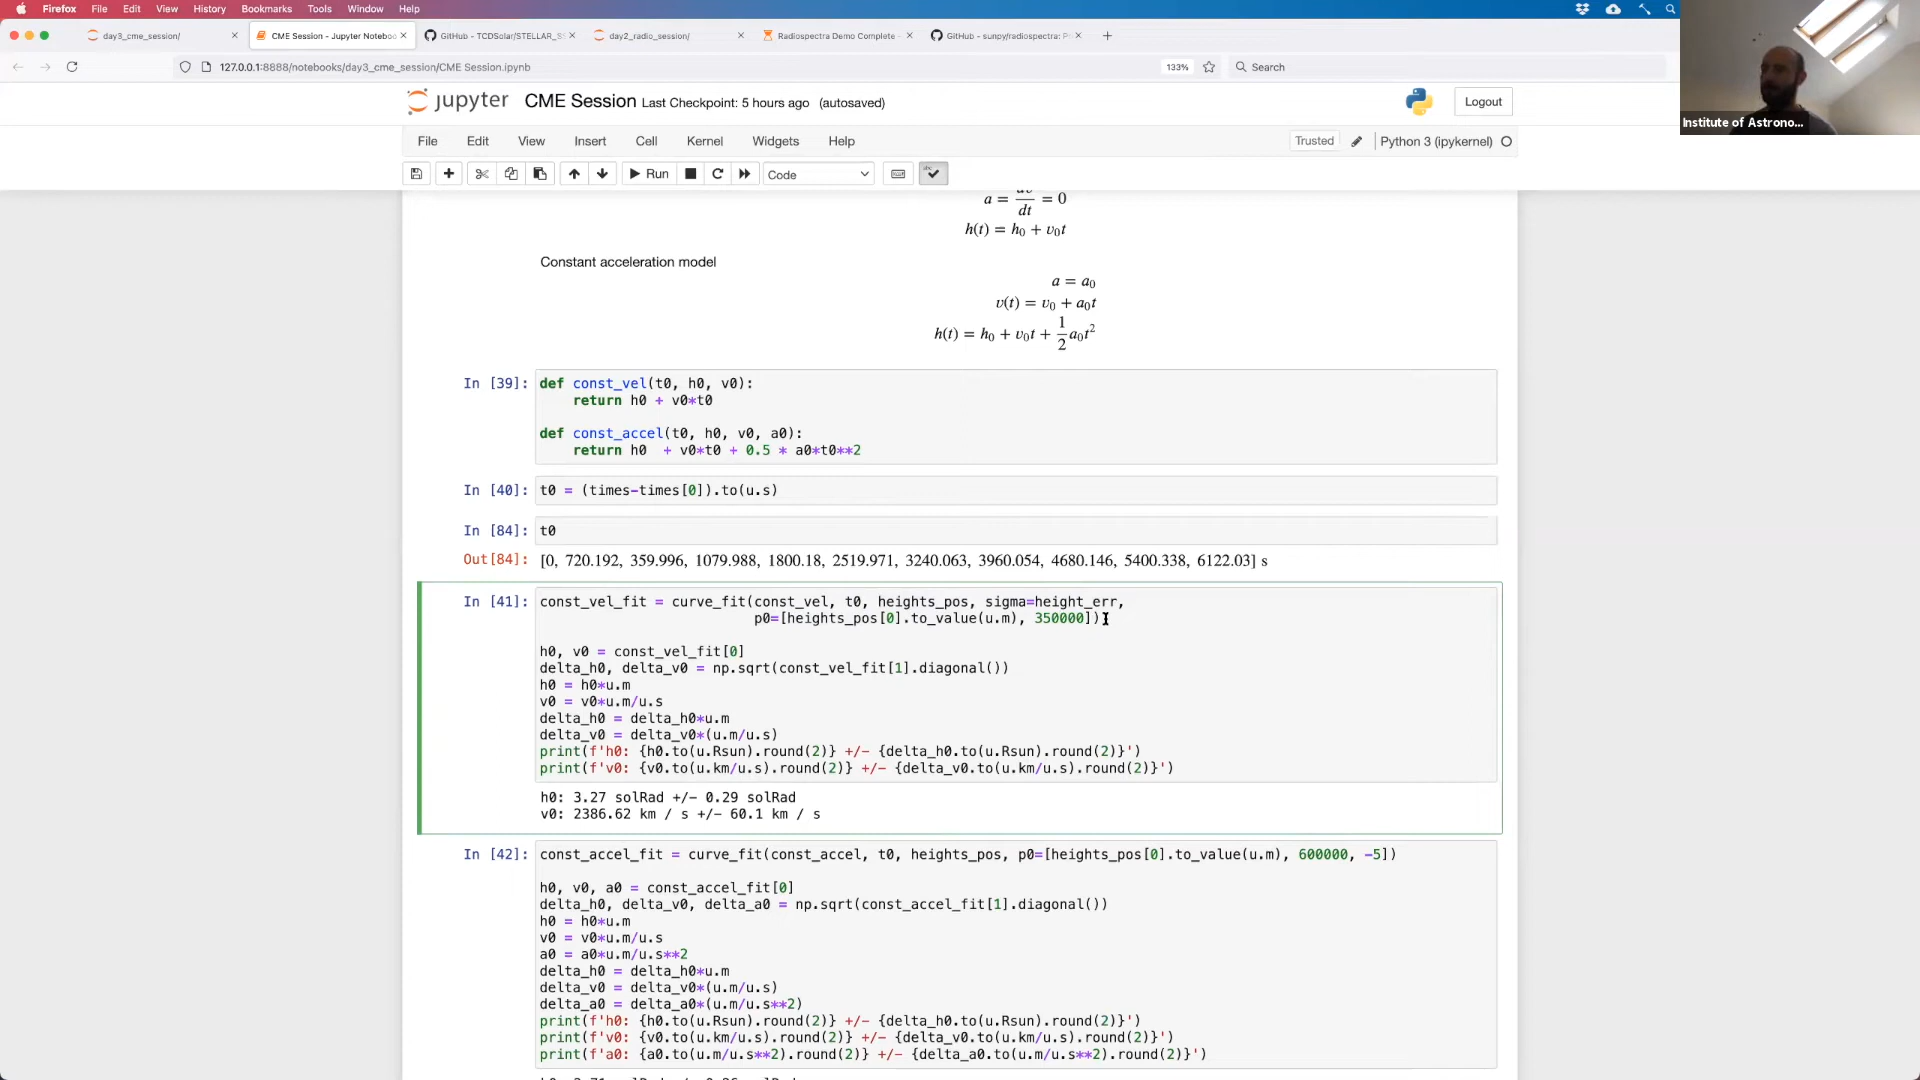 Firefox File Edit View History Bookmarks Tools Window Help
day3_cme_session/
CME Session - Jupyter Noteboo
GitHub - TCDSolar/STELLAR_S
day2_radio_session/
Radiospectra Demo Complete -
GitHub - sunpy/radiospectra: P
127.0.0.1:8888/notebooks/day3_cme_session/CME Session.ipynb
133%
Search
Institute of Astrono...
jupyter CME Session Last Checkpoint: 5 hours ago (autosaved)
Logout
File Edit View Insert Cell Kernel Widgets Help
Trusted
Python 3 (ipykernel)
Run
Code
a = dv/dt = 0
h(t) = h₀ + v₀t
Constant acceleration model
a = a₀
v(t) = v₀ + a₀t
h(t) = h₀ + v₀t + 1/2 a₀t²
In [39]: def const_vel(t0, h0, v0):
return h0 + v0*t0
def const_accel(t0, h0, v0, a0):
return h0  + v0*t0 + 0.5 * a0*t0**2
In [40]: t0 = (times-times[0]).to(u.s)
In [84]: t0
Out[84]: [0, 720.192, 359.996, 1079.988, 1800.18, 2519.971, 3240.063, 3960.054, 4680.146, 5400.338, 6122.03] s
In [41]: const_vel_fit = curve_fit(const_vel, t0, heights_pos, sigma=height_err,
p0=[heights_pos[0].to_value(u.m), 350000])
h0, v0 = const_vel_fit[0]
delta_h0, delta_v0 = np.sqrt(const_vel_fit[1].diagonal())
h0 = h0*u.m
v0 = v0*u.m/u.s
delta_h0 = delta_h0*u.m
delta_v0 = delta_v0*(u.m/u.s)
print(f'h0: {h0.to(u.Rsun).round(2)} +/- {delta_h0.to(u.Rsun).round(2)}')
print(f'v0: {v0.to(u.km/u.s).round(2)} +/- {delta_v0.to(u.km/u.s).round(2)}')
h0: 3.27 solRad +/- 0.29 solRad
v0: 2386.62 km / s +/- 60.1 km / s
In [42]: const_accel_fit = curve_fit(const_accel, t0, heights_pos, p0=[heights_pos[0].to_value(u.m), 600000, -5])
h0, v0, a0 = const_accel_fit[0]
delta_h0, delta_v0, delta_a0 = np.sqrt(const_accel_fit[1].diagonal())
h0 = h0*u.m
v0 = v0*u.m/u.s
a0 = a0*u.m/u.s**2
delta_h0 = delta_h0*u.m
delta_v0 = delta_v0*(u.m/u.s)
delta_a0 = delta_a0*(u.m/u.s**2)
print(f'h0: {h0.to(u.Rsun).round(2)} +/- {delta_h0.to(u.Rsun).round(2)}')
print(f'v0: {v0.to(u.km/u.s).round(2)} +/- {delta_v0.to(u.km/u.s).round(2)}')
print(f'a0: {a0.to(u.m/u.s**2).round(2)} +/- {delta_a0.to(u.m/u.s**2).round(2)}')